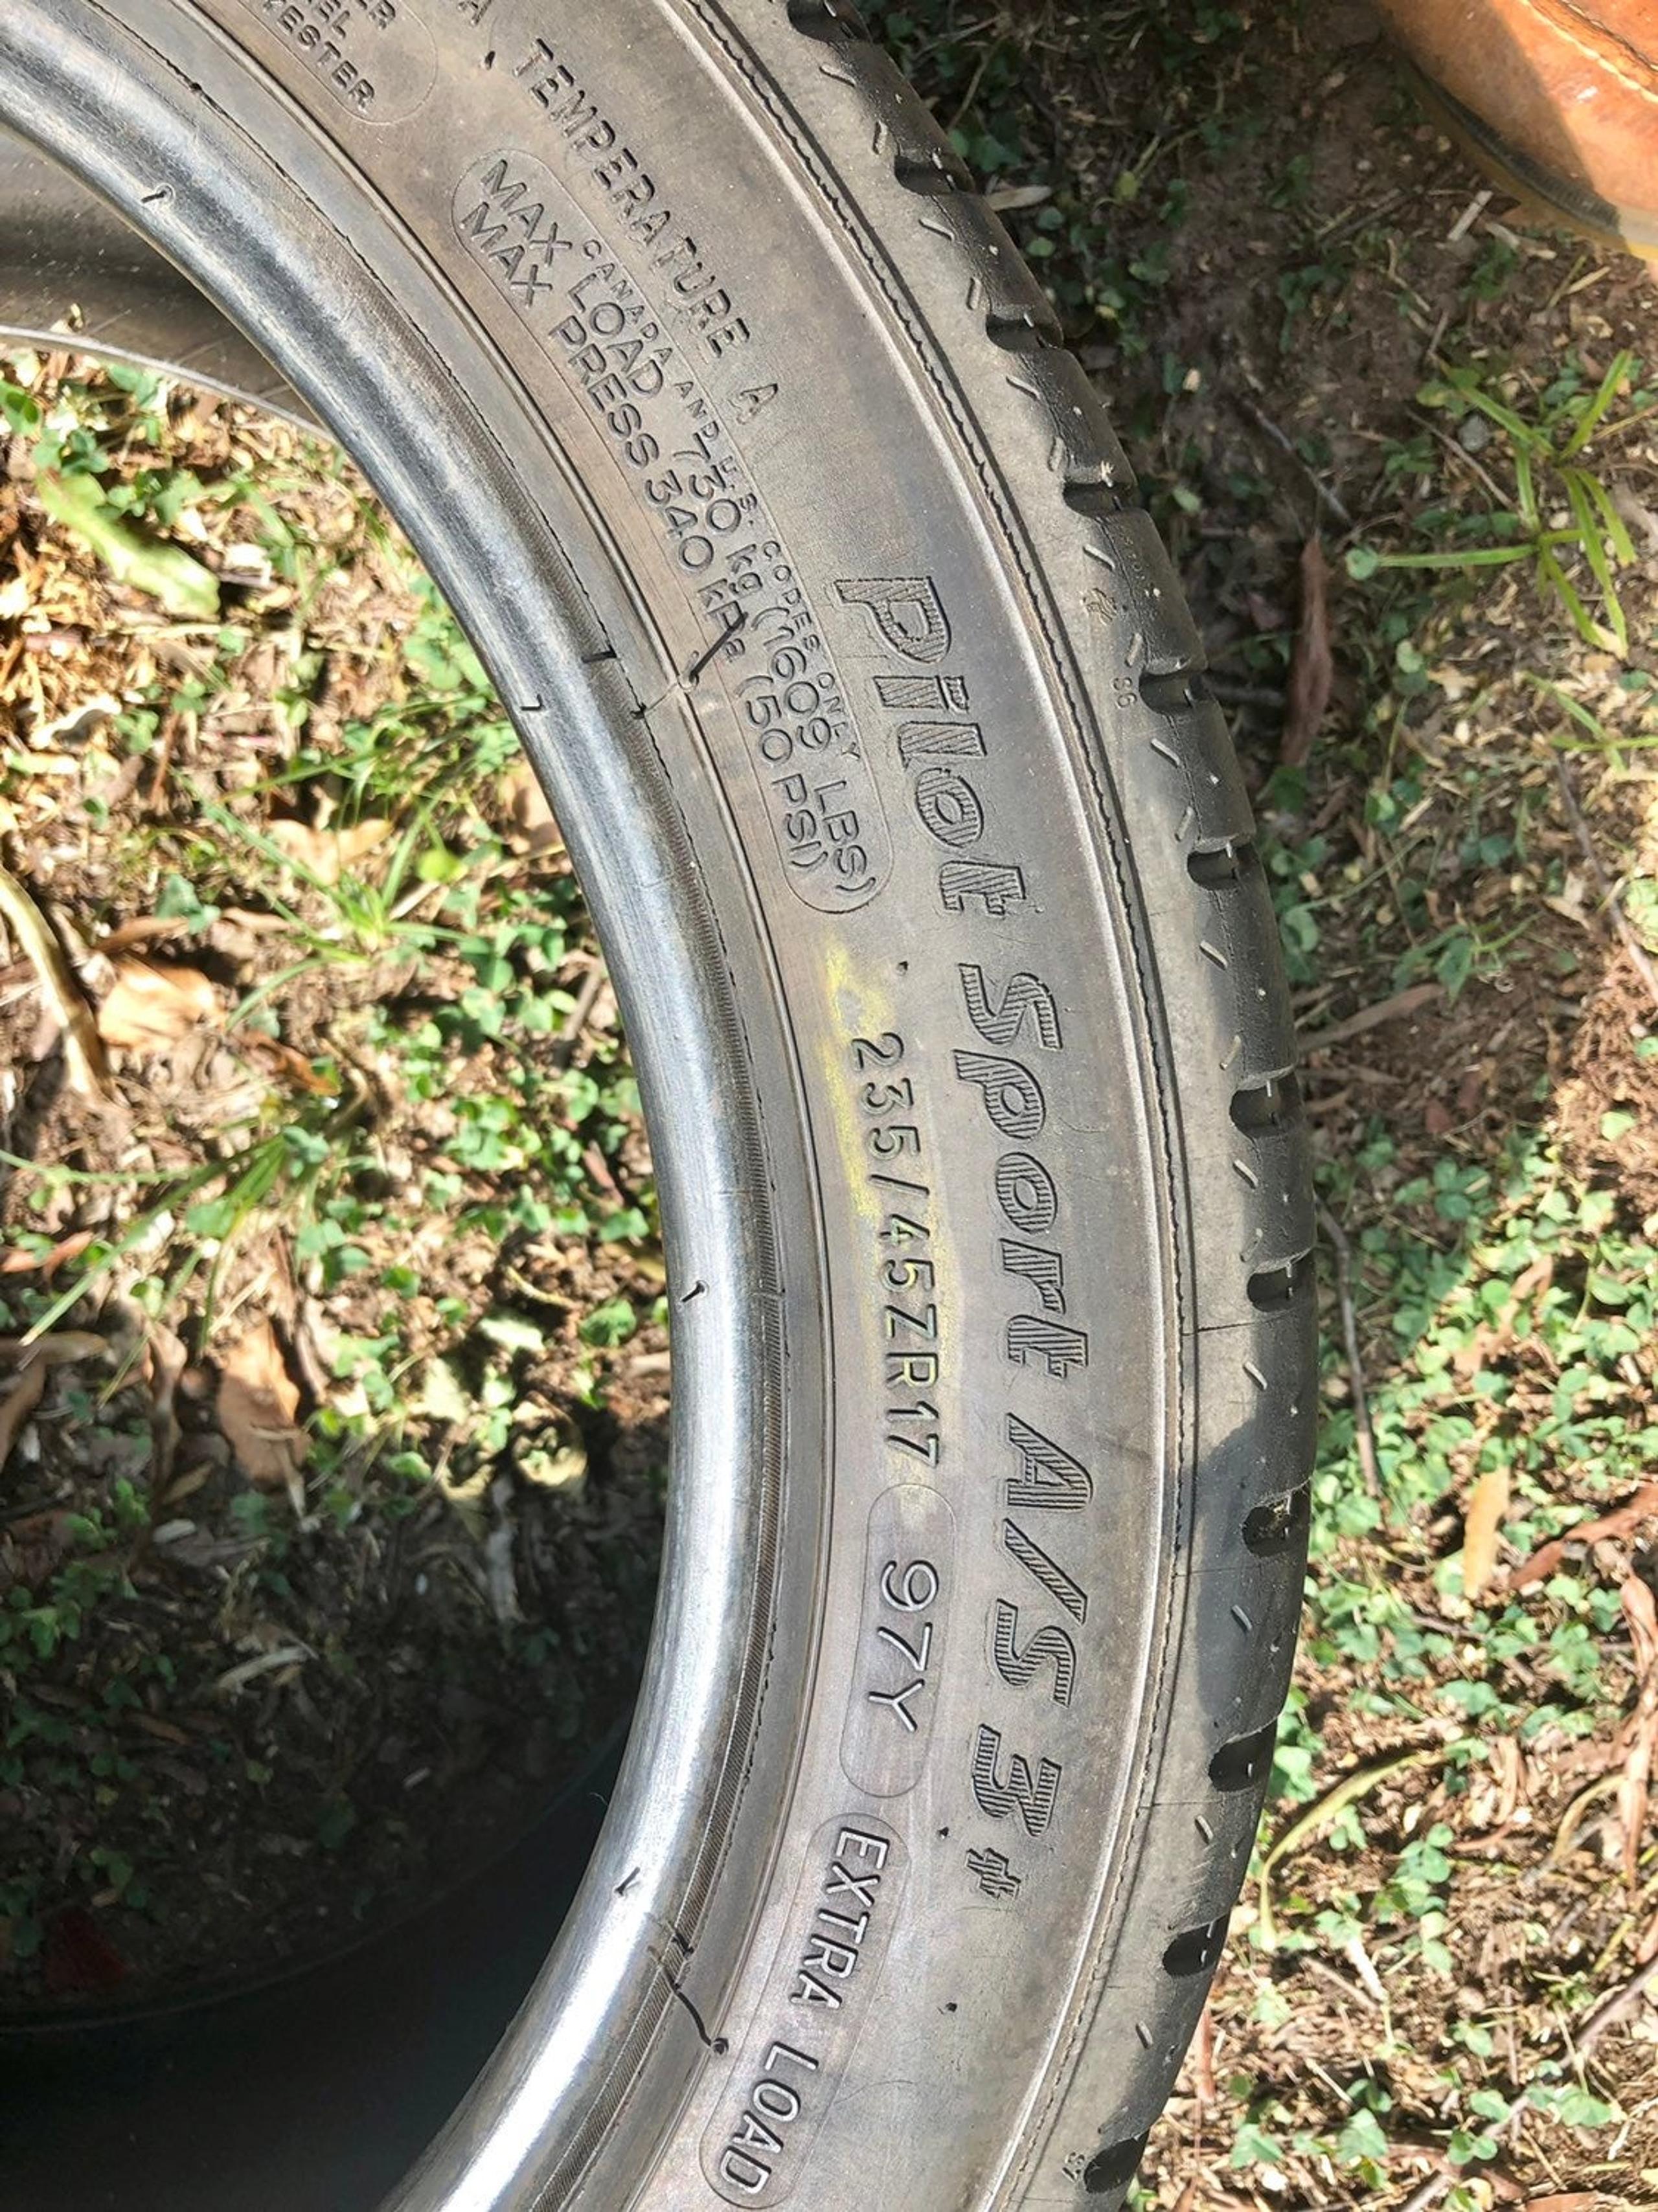 TEMPERATURE A
CANADA AND U.S. CODES ONLY
MAX LOAD 730 kg (1609 LBS)
MAX PRESS 340 kPa (50 PSI)
Pilot Sport A/S 3
235/45ZR17 97Y EXTRA LOAD